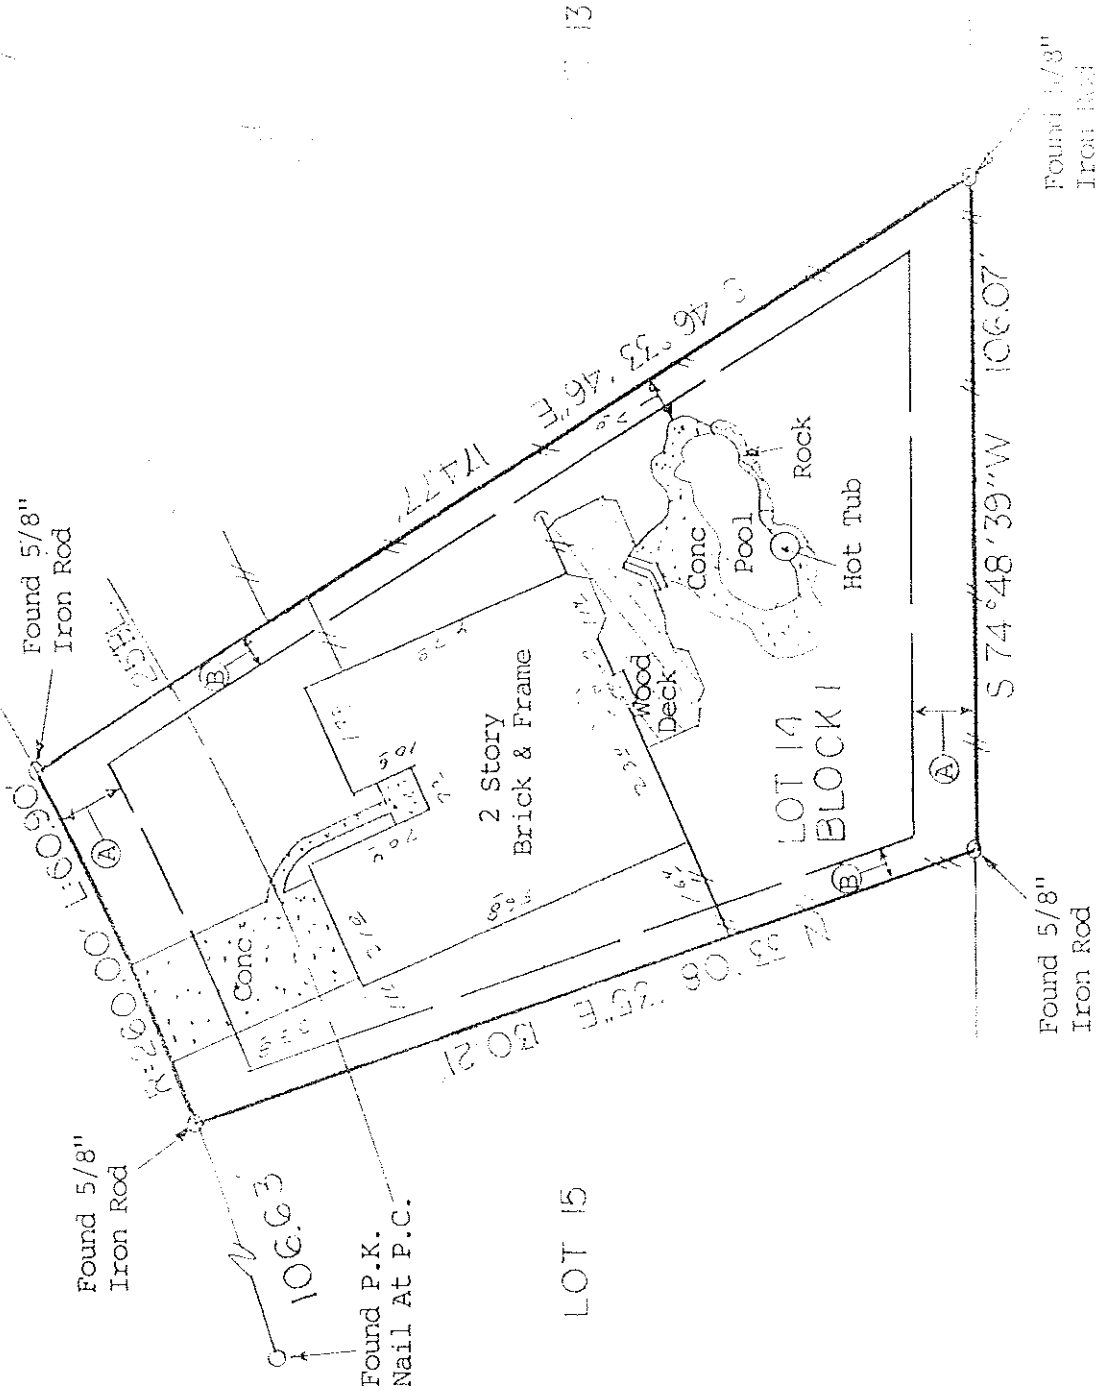 Found 5/8"
Iron Rod
25' B.L.
R=260.00' L=60.90'
Found 5/8"
Iron Rod
106.63'
Found P.K.
Nail At P.C.
LOT 15
13
S 46°33'46"E
174.77'
Found 5/8"
Iron Rod
S 74°48'39"W 106.07'
Found 5/8"
Iron Rod
N 33°06'35"E 130.21'
A
B
Conc
2 Story
Brick & Frame
Wood
Deck
Conc
Pool
Rock
Hot Tub
LOT 14
BLOCK 1
A
B